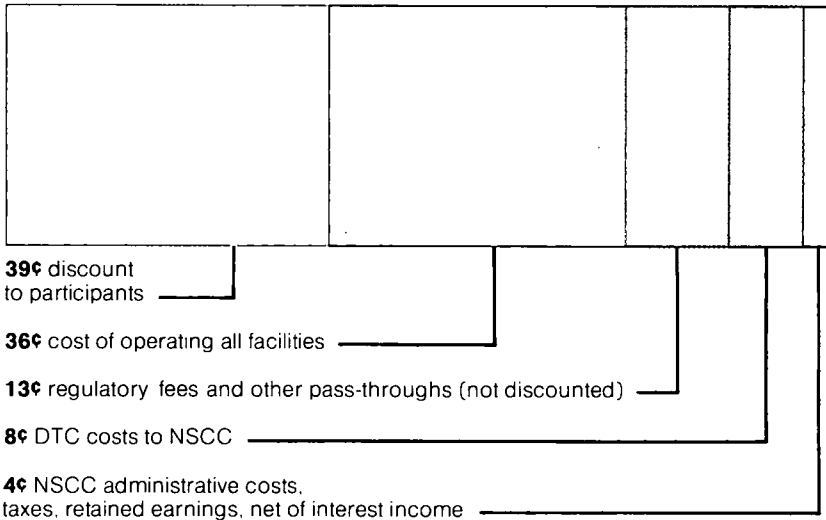 39¢ discount
to participants
36¢ cost of operating all facilities
13¢ regulatory fees and other pass-throughs (not discounted)
8¢ DTC costs to NSCC
4¢ NSCC administrative costs,
taxes, retained earnings, net of interest income